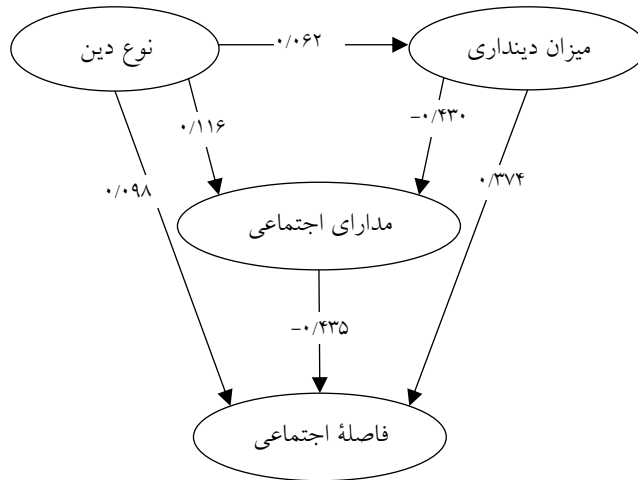 میزان دینداری
۰/۰۶۲
نوع دین
-۰/۴۳۰
۰/۱۱۶
۰/۳۷۴
۰/۰۹۸
مدارای اجتماعی
-۰/۴۳۵
فاصلهٔ اجتماعی